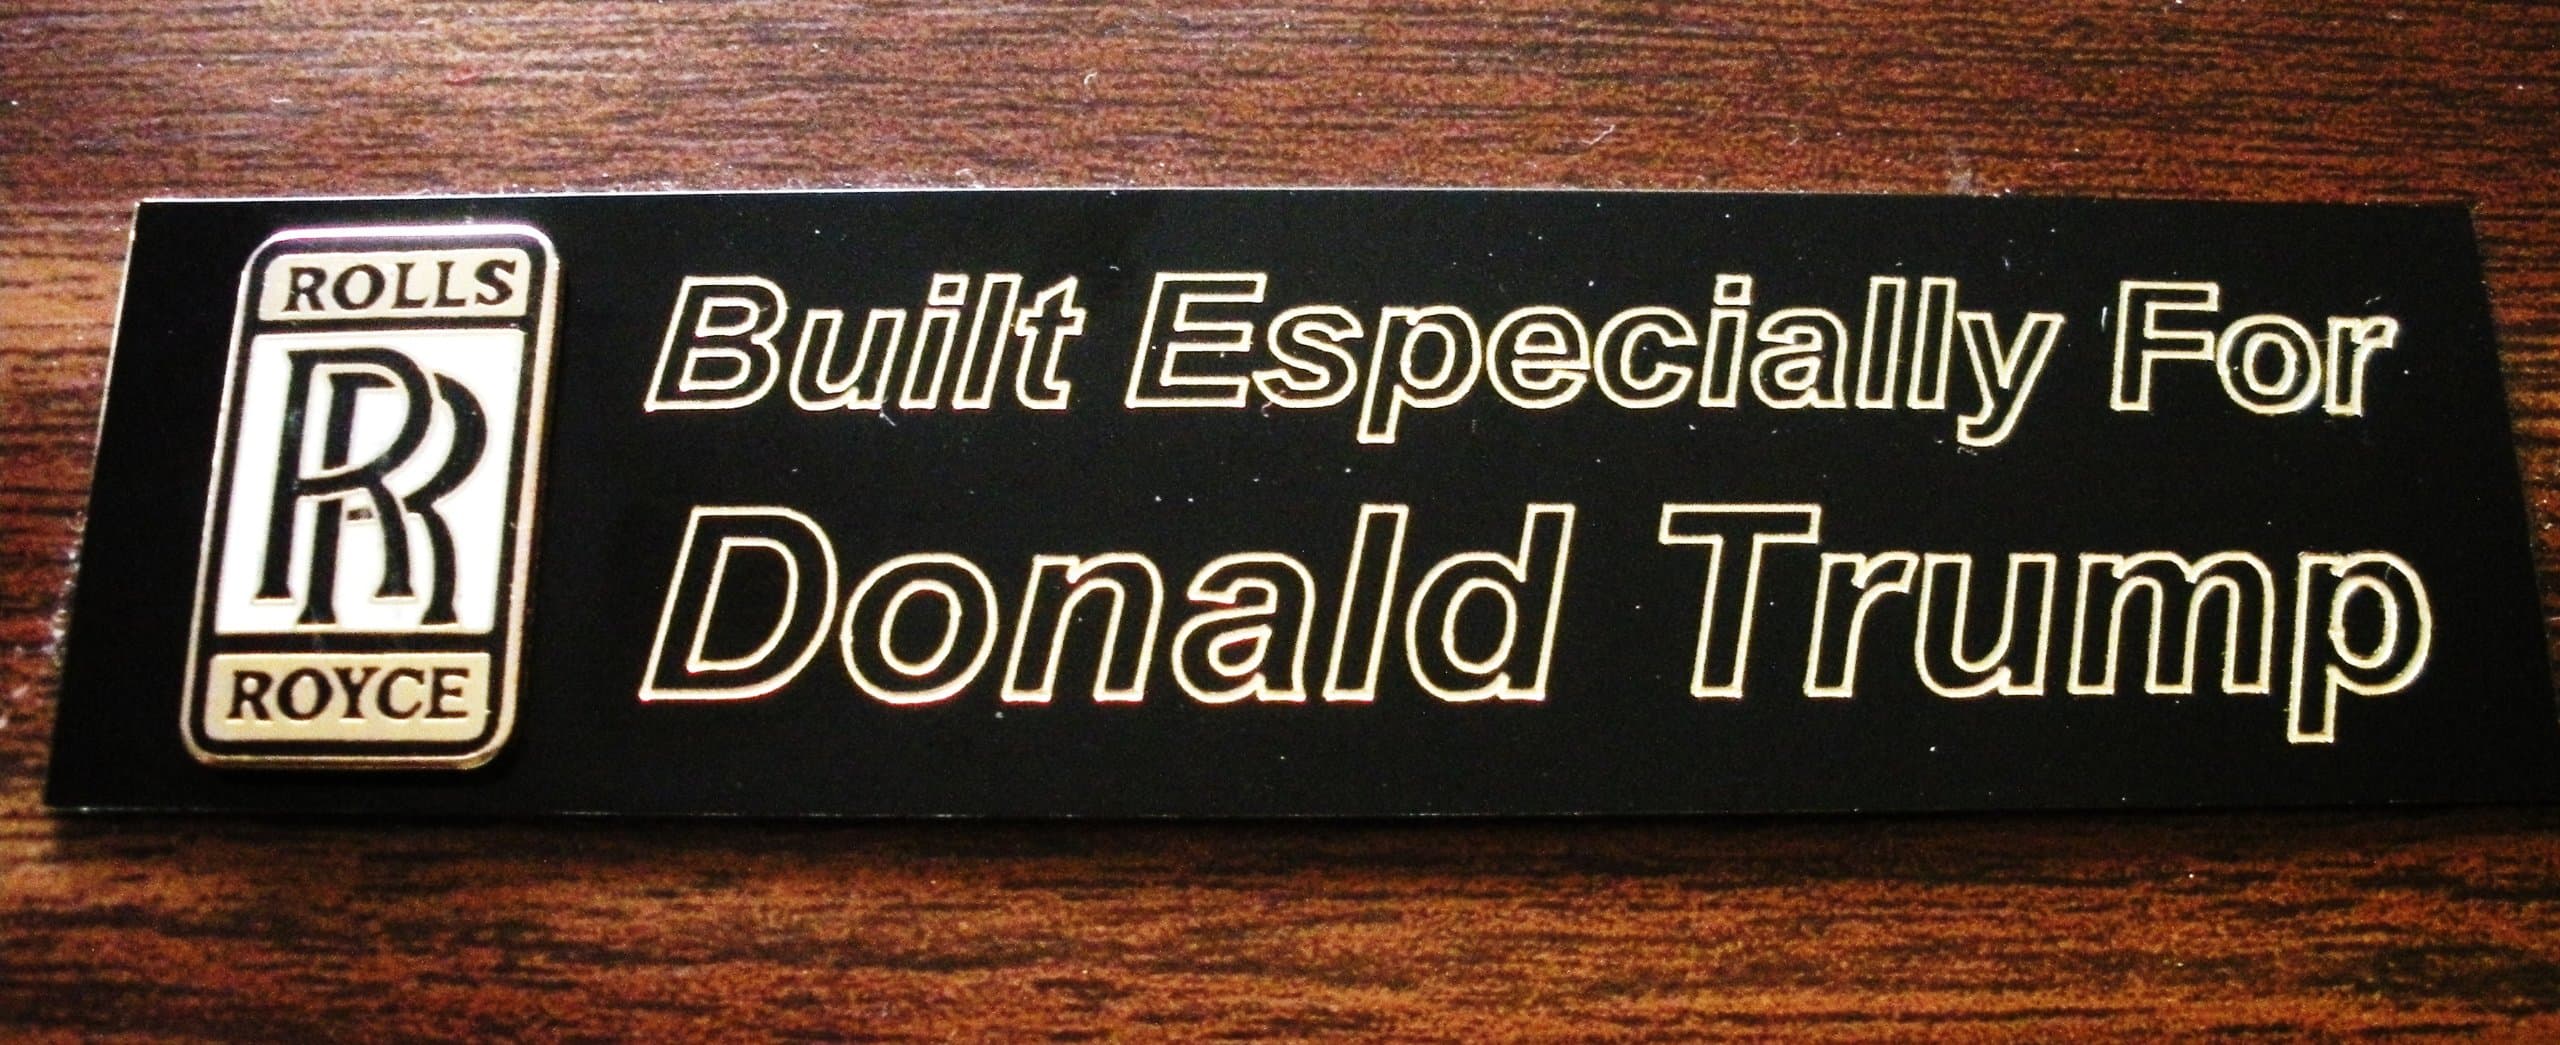 ROLLS
RR
ROYCE
Built Especially For
Donald Trump